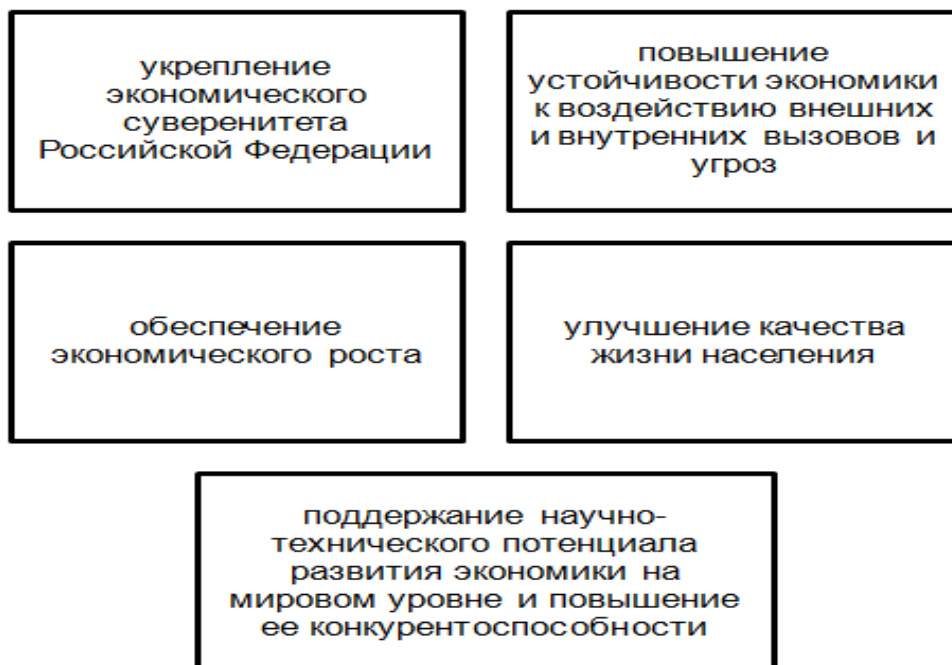 укрепление
экономического
суверенитета
Российской Федерации
повышение
устойчивости экономики
к воздействию внешних
и внутренних вызовов и
угроз
обеспечение
экономического роста
улучшение качества
жизни населения
поддержание научно-
технического потенциала
развития экономики на
мировом уровне и повышение
ее конкурентоспособности